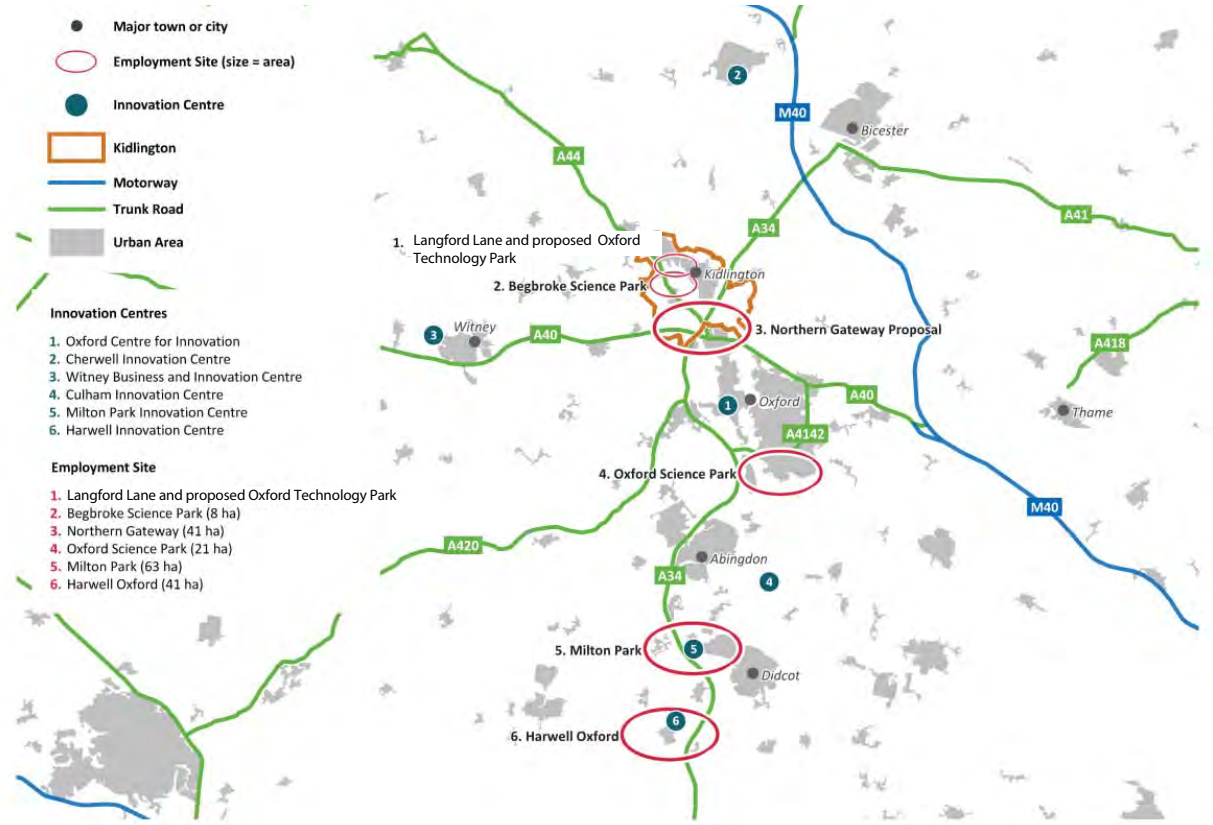 Major town or city
Employment Site (size = area)
Innovation Centre
Kidlington
Motorway
Trunk Road
Urban Area
Innovation Centres
1. Oxford Centre for Innovation
2. Cherwell Innovation Centre
3. Witney Business and Innovation Centre
4. Culham Innovation Centre
5. Milton Park Innovation Centre
6. Harwell Innovation Centre
Employment Site
1. Langford Lane and proposed Oxford Technology Park
2. Begbroke Science Park (8 ha)
3. Northern Gateway (41 ha)
4. Oxford Science Park (21 ha)
5. Milton Park (63 ha)
6. Harwell Oxford (41 ha)
2
M40
Bicester
A44
A41
A34
1. Langford Lane and proposed Oxford
Technology Park
Kidlington
2. Begbroke Science Park
3. Northern Gateway Proposal
3
Witney
A40
A418
A40
1
Oxford
Thame
A4142
4. Oxford Science Park
M40
A420
Abingdon
A34
4
5. Milton Park
5
Didcot
6
6. Harwell Oxford